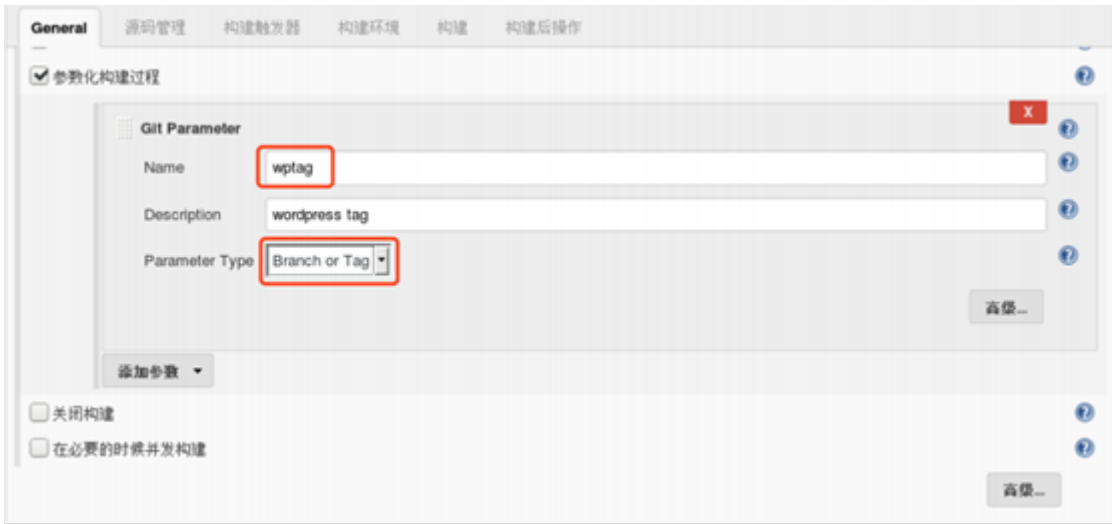 General 源码管理 构建触发器 构建环境 构建 构建后操作
参数化构建过程
X
Git Parameter
Name wptag
Description wordpress tag
Parameter Type Branch or Tag
高级...
添加参数
关闭构建
在必要的时候并发构建
高级...